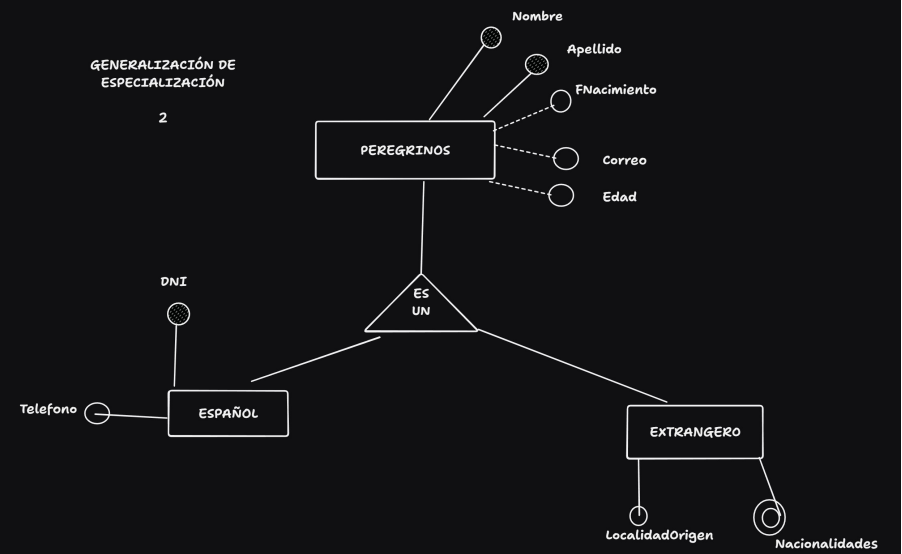 Nombre
GENERALIZACIÓN DE
ESPECIALIZACIÓN
2
Apellido
FNacimiento
PEREGRINOS
Correo
Edad
DNI
ES
UN
Telefono
ESPAÑOL
EXTRANGERO
LocalidadOrigen
Nacionalidades